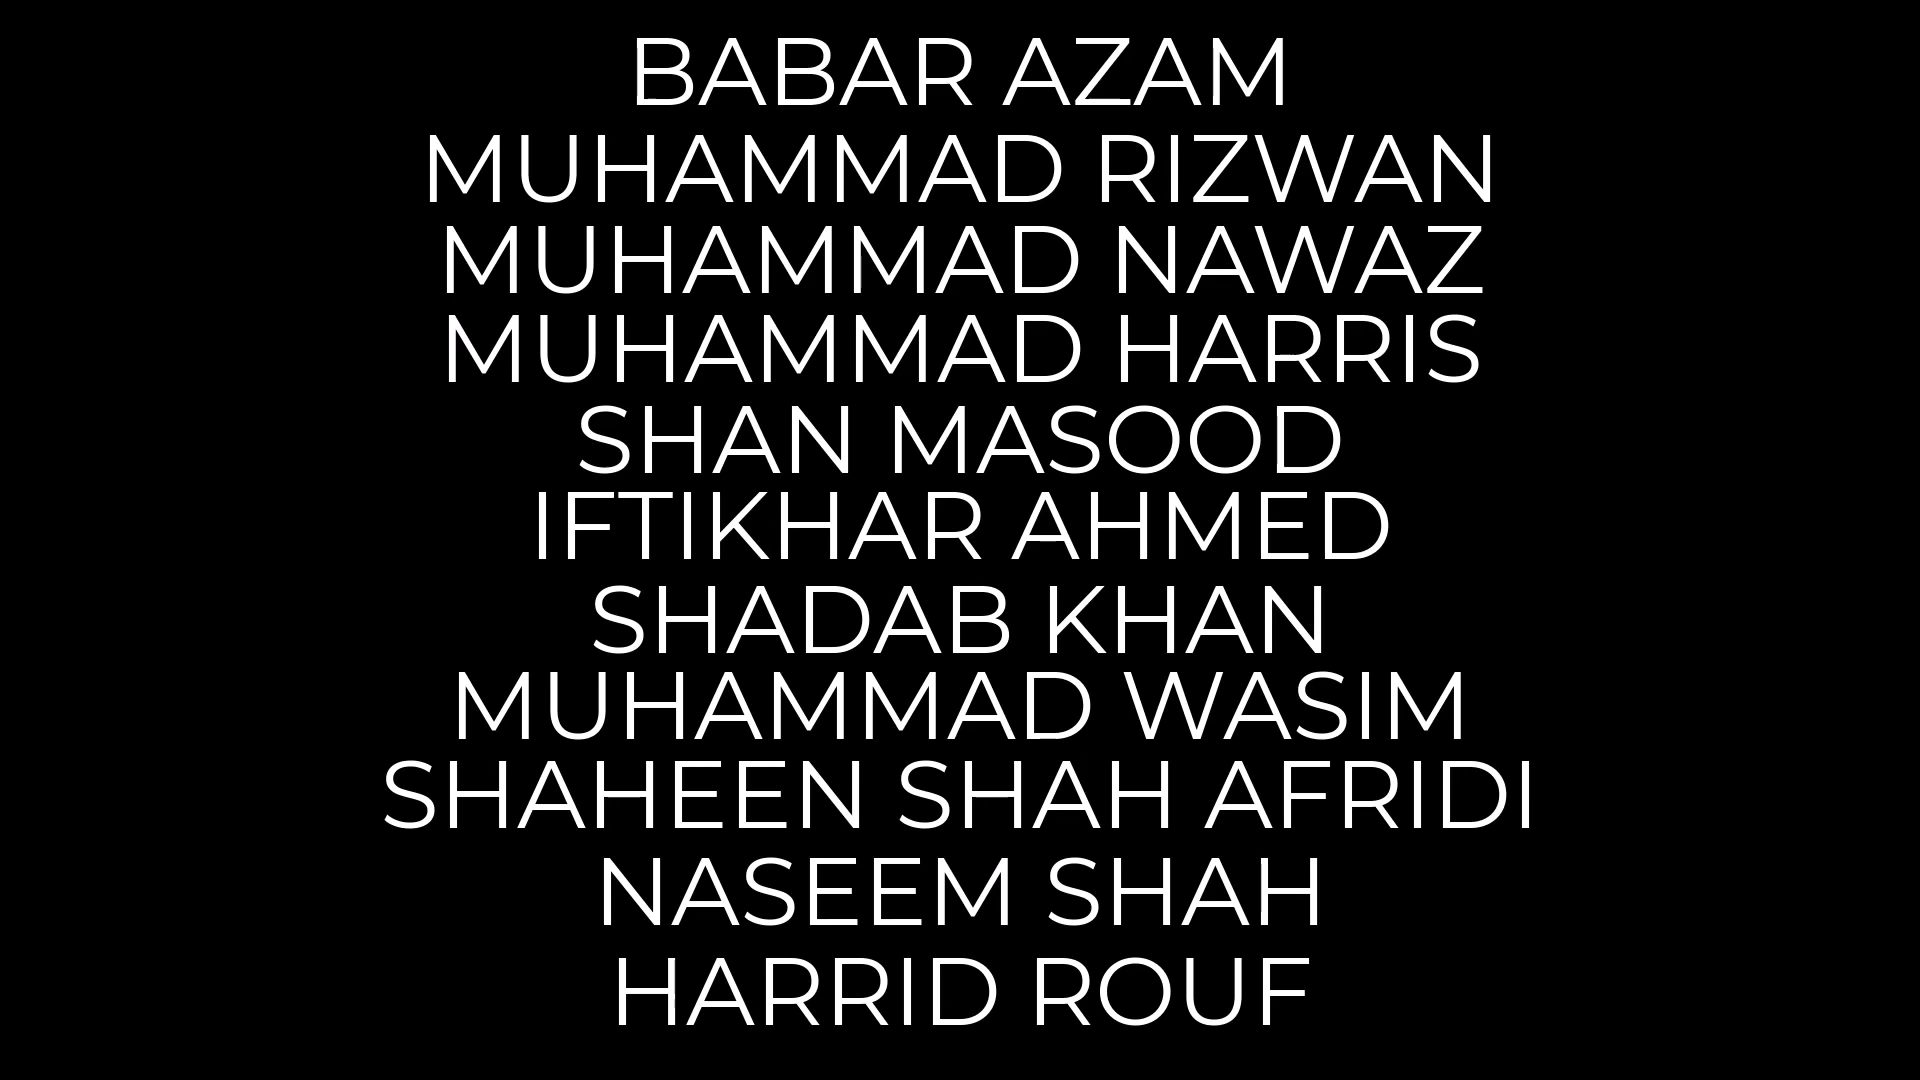 BABAR AZAM
MUHAMMAD RIZWAN
MUHAMMAD NAWAZ
MUHAMMAD HARRIS
SHAN MASOOD
IFTIKHAR AHMED
SHADAB KHAN
MUHAMMAD WASIM
SHAHEEN SHAH AFRIDI
NASEEM SHAH
HARRID ROUF